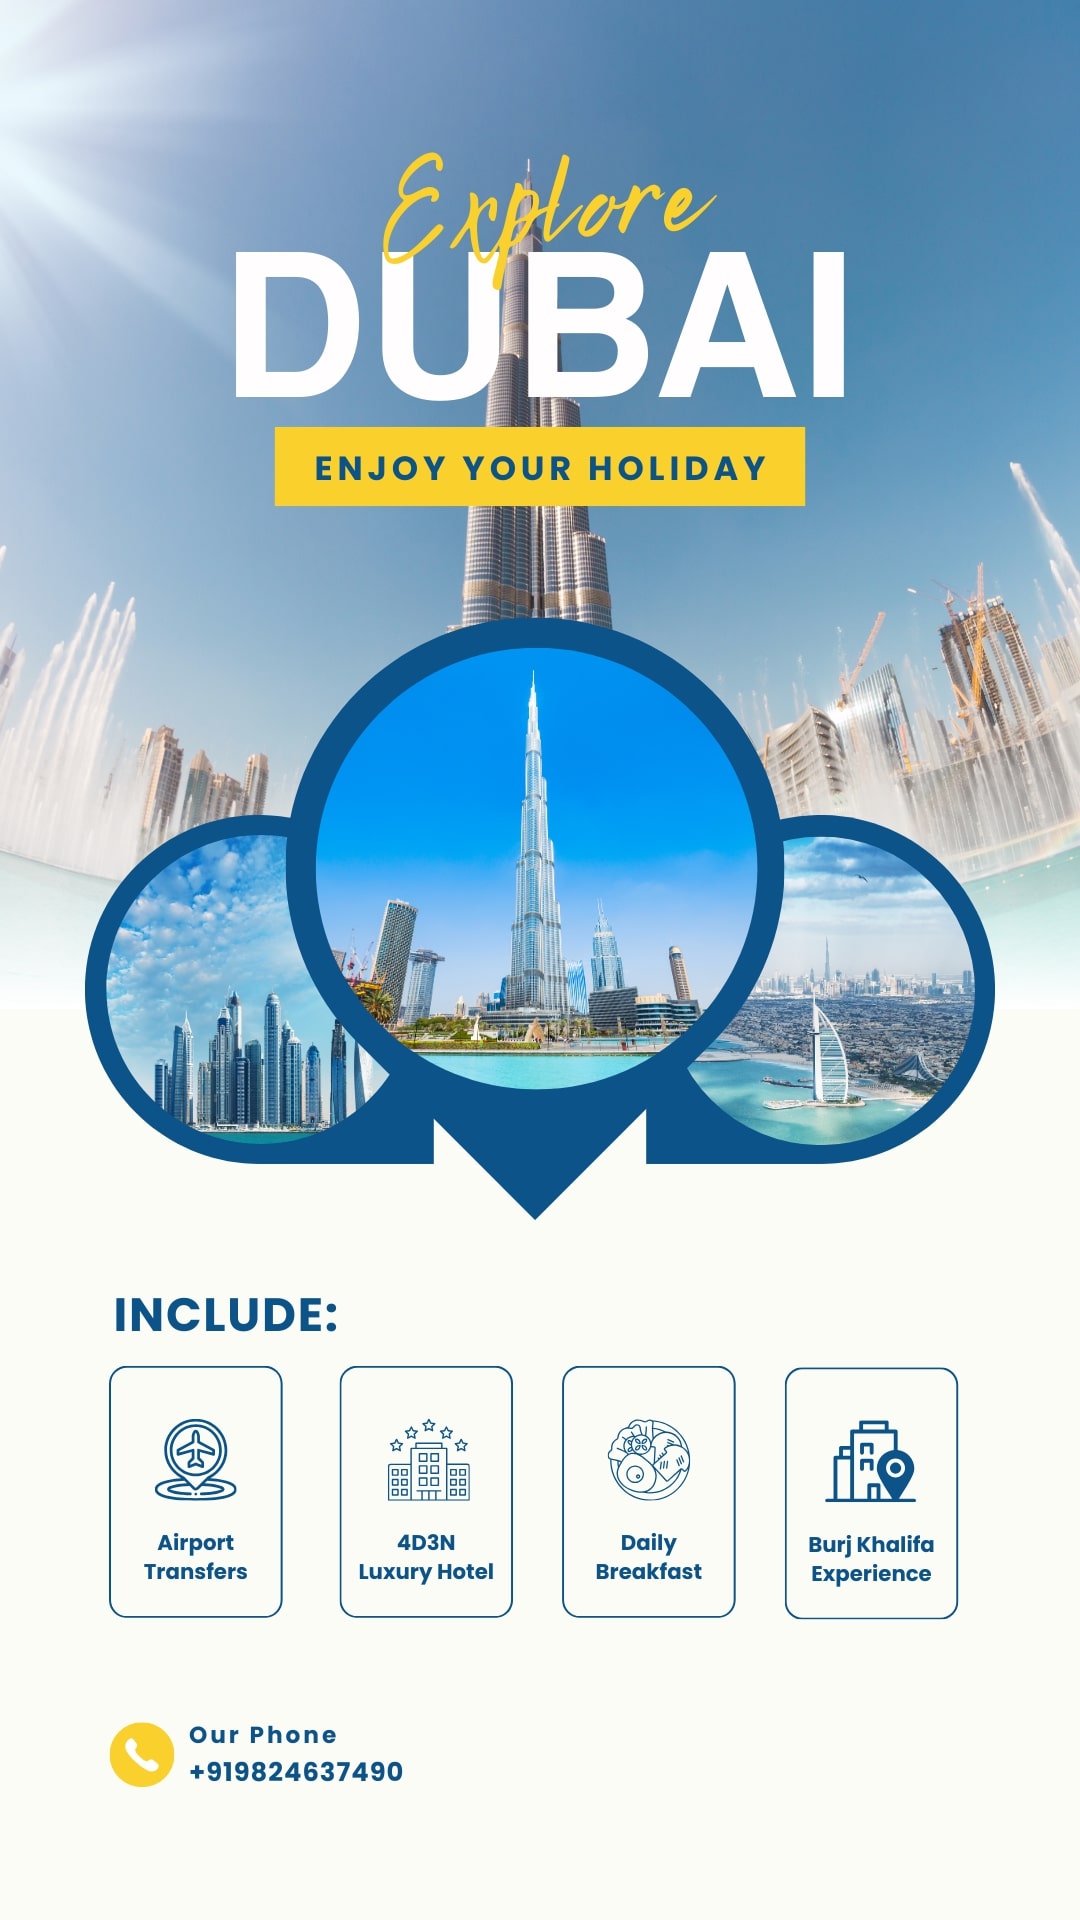 Explore
DUBAI
ENJOY YOUR HOLIDAY
INCLUDE:
Airport
Transfers
4D3N
Luxury Hotel
Daily
Breakfast
Burj Khalifa
Experience
Our Phone
+919824637490